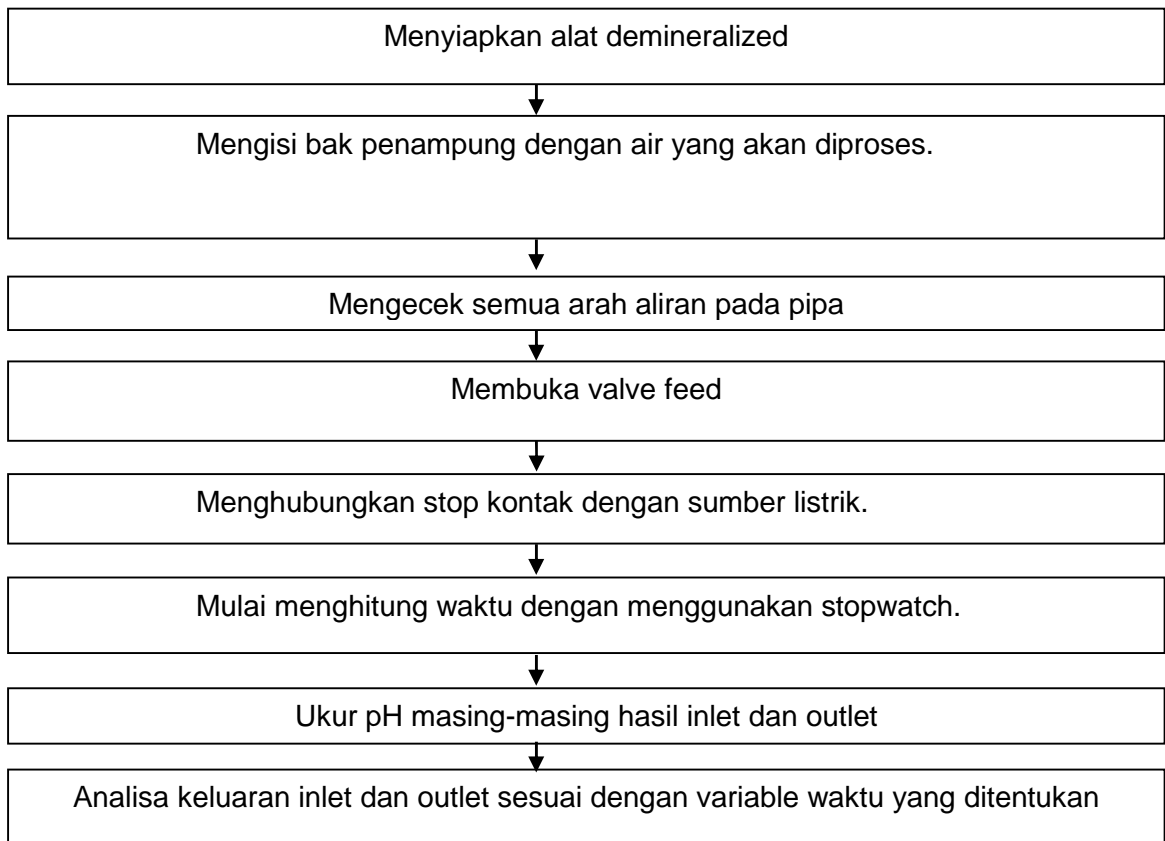 Menyiapkan alat demineralized
Mengisi bak penampung dengan air yang akan diproses.
Mengecek semua arah aliran pada pipa
Membuka valve feed
Menghubungkan stop kontak dengan sumber listrik.
Mulai menghitung waktu dengan menggunakan stopwatch.
Ukur pH masing-masing hasil inlet dan outlet
Analisa keluaran inlet dan outlet sesuai dengan variable waktu yang ditentukan